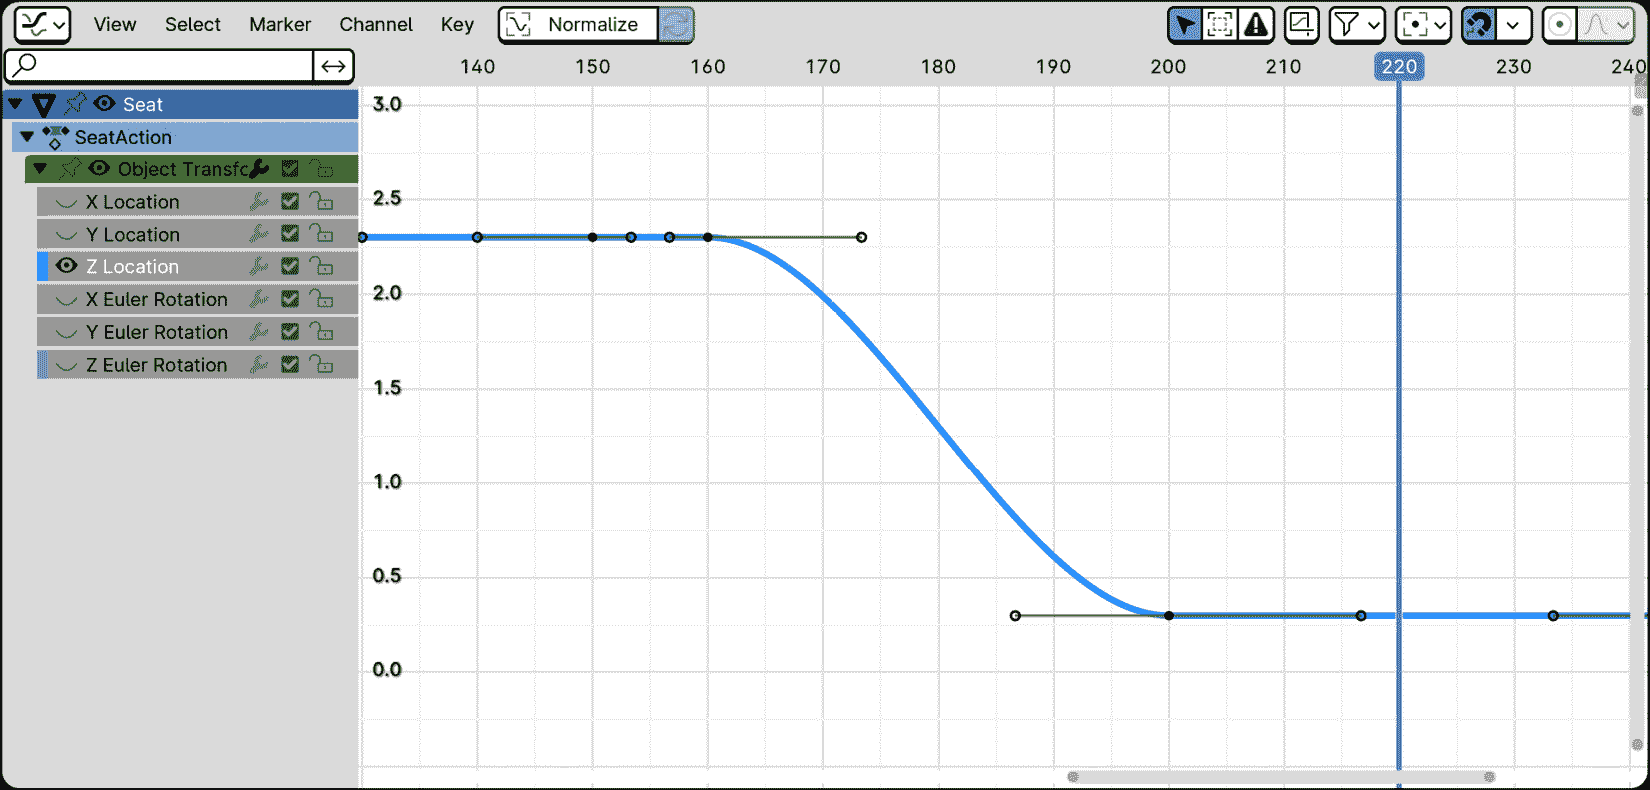 View Select Marker Channel Key Normalize
140 150 160 170 180 190 200 210 220 230 240
Seat
SeatAction
Object Transfo
X Location
Y Location
Z Location
X Euler Rotation
Y Euler Rotation
Z Euler Rotation
3.0
2.5
2.0
1.5
1.0
0.5
0.0